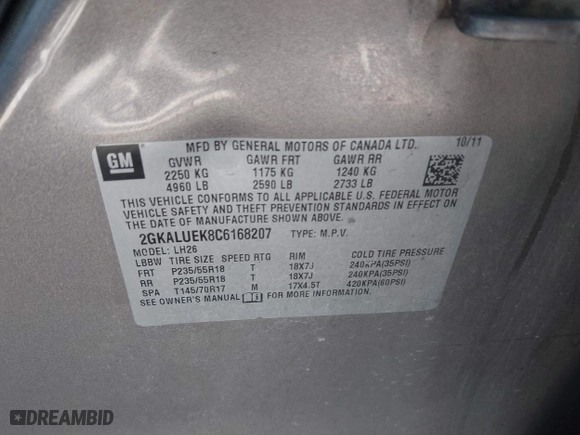 GM
MFD BY GENERAL MOTORS OF CANADA LTD. 10/11
GVWR GAWR FRT GAWR RR
2250 KG 1175 KG 1240 KG
4960 LB 2590 LB 2733 LB
THIS VEHICLE CONFORMS TO ALL APPLICABLE U.S. FEDERAL MOTOR
VEHICLE SAFETY AND THEFT PREVENTION STANDARDS IN EFFECT ON
THE DATE OF MANUFACTURE SHOWN ABOVE.
2GKALUEK8C6168207 TYPE: M.P.V.
MODEL: LH26
LBBW TIRE SIZE SPEED RTG RIM COLD TIRE PRESSURE
FRT P235/55R18 T 18X7J 240KPA(35PSI)
RR P235/55R18 T 18X7J 240KPA(35PSI)
SPA T145/70R17 M 17X4.5T 420KPA(60PSI)
SEE OWNER'S MANUAL FOR MORE INFORMATION.
© DREAMBID